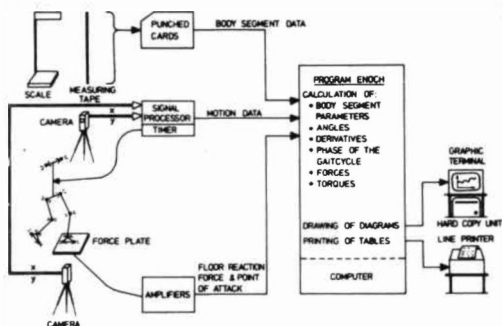 SCALE
MEASURING
TAPE
PUNCHED
CARDS
BODY SEGMENT DATA
CAMERA
x
y
SIGNAL
PROCESSOR
TIMER
MOTION DATA
FORCE PLATE
x
y
CAMERA
AMPLIFIERS
FLOOR REACTION
FORCE & POINT
OF ATTACK
PROGRAM ENOCH
CALCULATION OF:
• BODY SEGMENT
PARAMETERS
• ANGLES
• DERIVATIVES
• PHASE OF THE
GAITCYCLE
• FORCES
• TORQUES
DRAWING OF DIAGRAMS
PRINTING OF TABLES
COMPUTER
GRAPHIC
TERMINAL
HARD COPY UNIT
LINE PRINTER